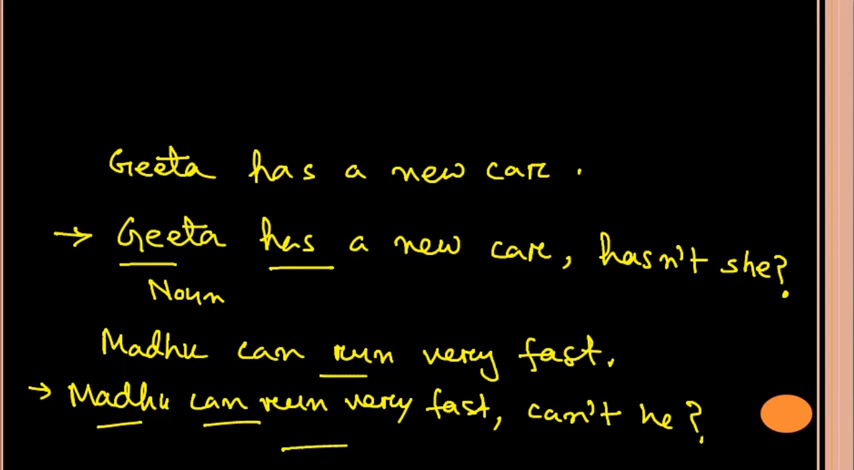 Geeta has a new car.
→ Geeta has a new car, hasn't she?
Noun
Madhu can run very fast.
→ Madhu can run very fast, can't he?